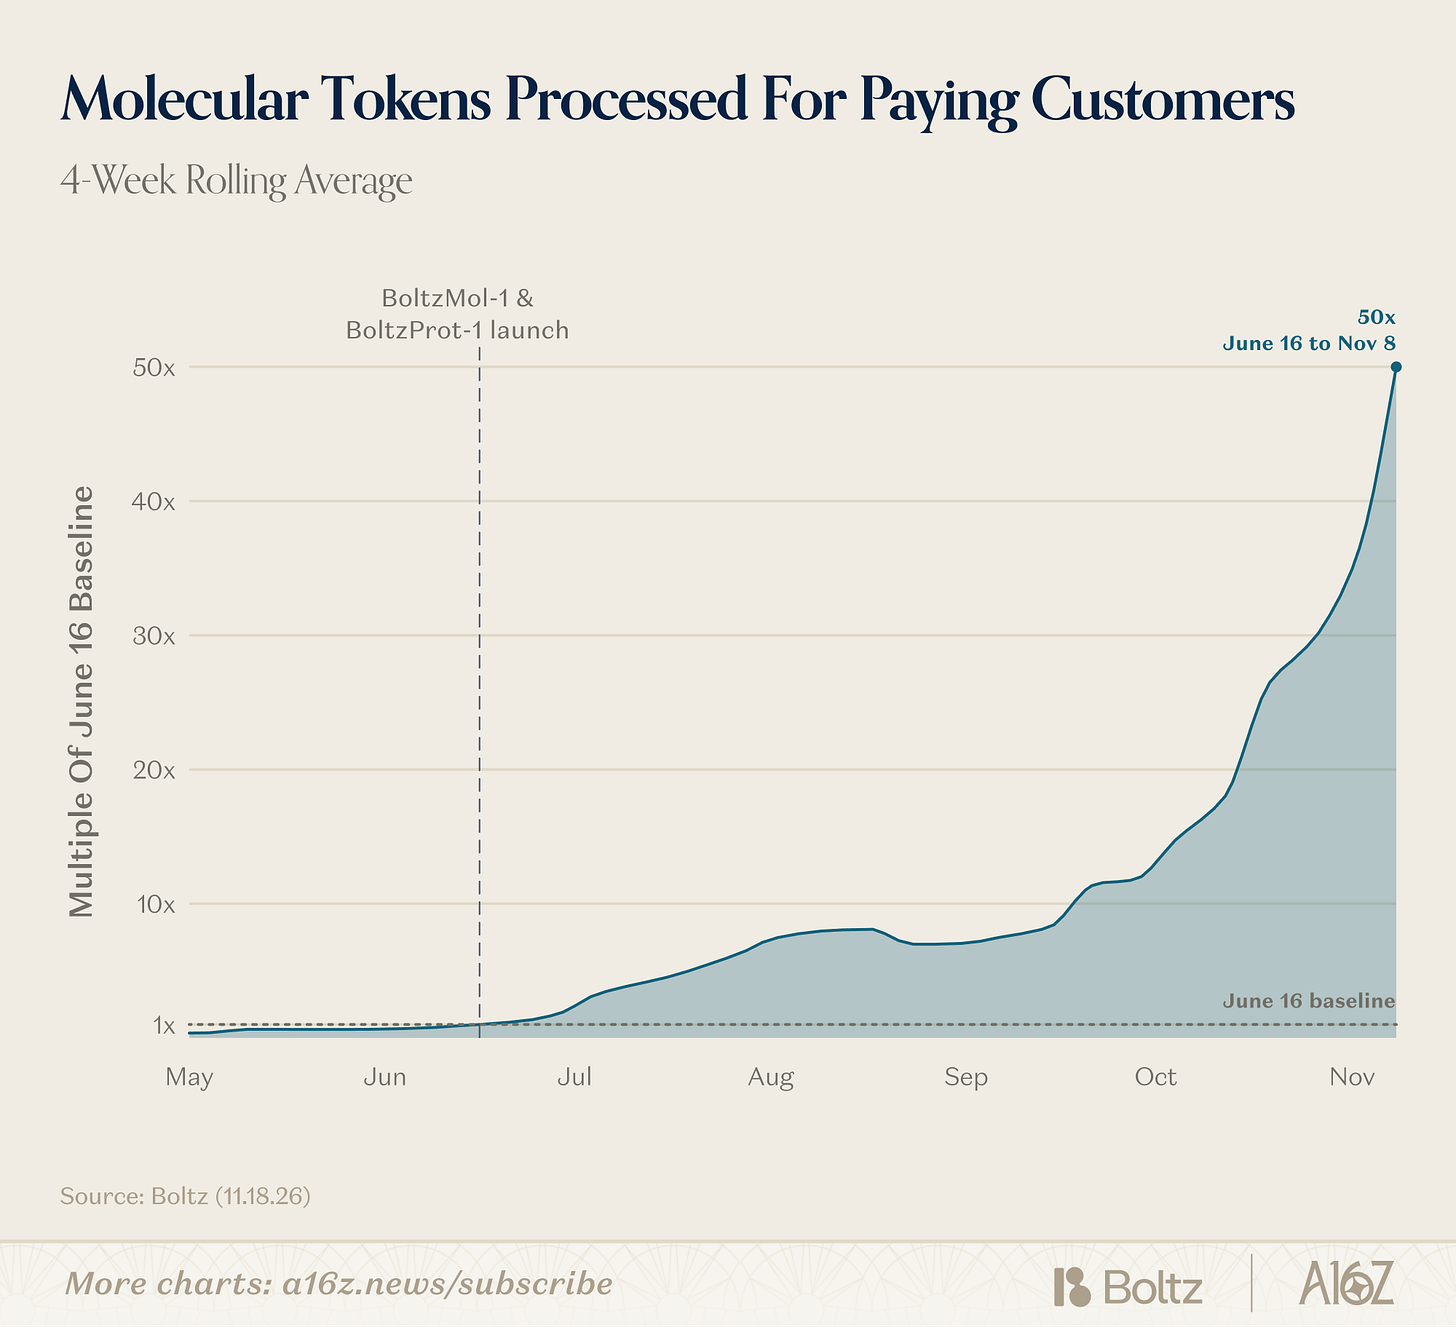 Molecular Tokens Processed For Paying Customers
4-Week Rolling Average
BoltzMol-1 &
BoltzProt-1 launch
50x
June 16 to Nov 8
Multiple Of June 16 Baseline
50x
40x
30x
20x
10x
1x
June 16 baseline
May Jun Jul Aug Sep Oct Nov
Source: Boltz (11.18.26)
More charts: a16z.news/subscribe
Boltz
A16Z